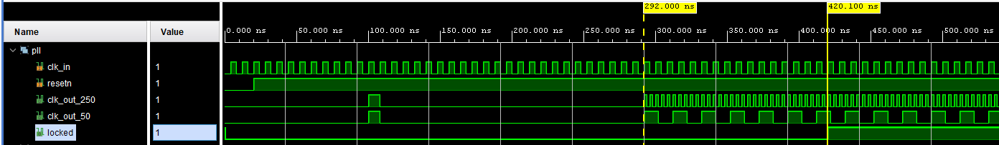 292.000 ns 420.100 ns
Name Value 0.000 ns 50.000 ns 100.000 ns 150.000 ns 200.000 ns 250.000 ns 300.000 ns 350.000 ns 400.000 ns 450.000 ns 500.000 ns
pll
clk_in 1
resetn 1
clk_out_250 1
clk_out_50 1
locked 1